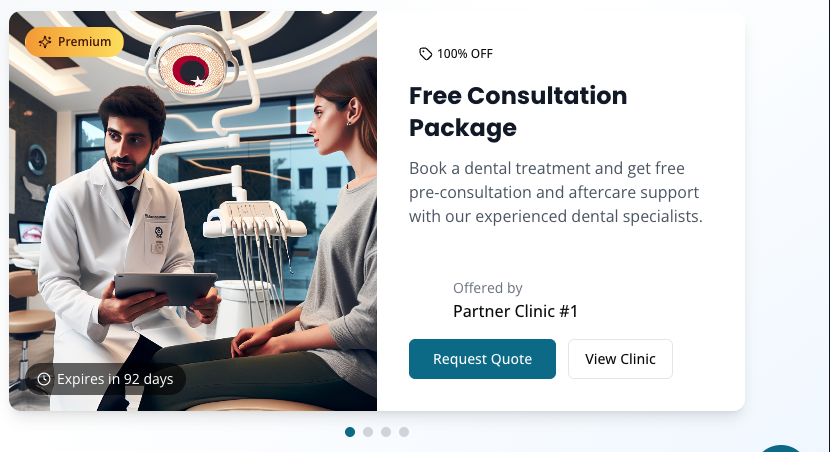 Premium
Expires in 92 days
100% OFF
Free Consultation
Package
Book a dental treatment and get free
pre-consultation and aftercare support
with our experienced dental specialists.
Offered by
Partner Clinic #1
Request Quote
View Clinic